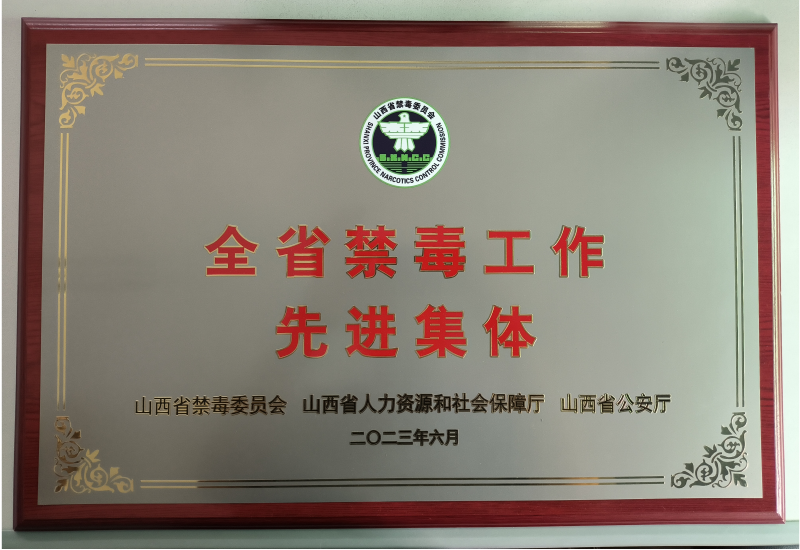 山西省禁毒委员会
SHANXI PROVINCE NARCOTICS CONTROL COMMISSION
S.N.N.C.C
全省禁毒工作
先进集体
山西省禁毒委员会 山西省人力资源和社会保障厅 山西省公安厅
二〇二三年六月